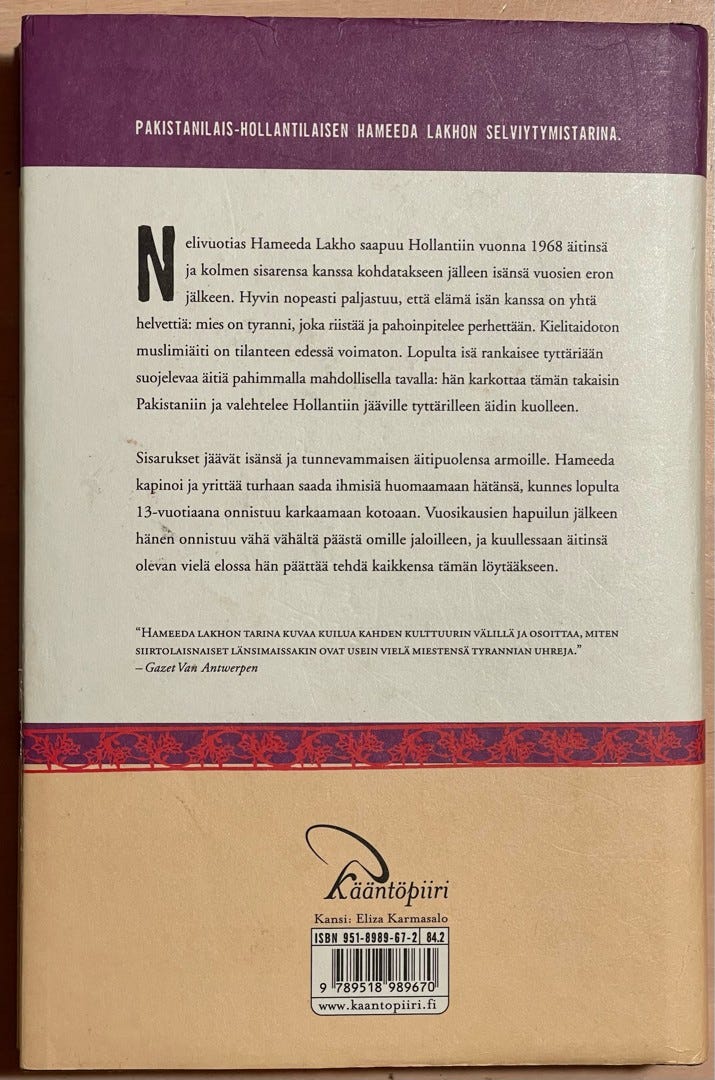 PAKISTANILAIS-HOLLANTILAISEN HAMEEDA LAKHON SELVIYTYMISTARINA.
Nelivuotias Hameeda Lakho saapuu Hollantiin vuonna 1968 äitinsä
ja kolmen sisarensa kanssa kohdatakseen jälleen isänsä vuosien eron
jälkeen. Hyvin nopeasti paljastuu, että elämä isän kanssa on yhtä
helvettiä: mies on tyranni, joka riistää ja pahoinpitelee perhettään. Kielitaidoton
muslimiäiti on tilanteen edessä voimaton. Lopulta isä rankaisee tyttäriään
suojelevaa äitiä pahimmalla mahdollisella tavalla: hän karkottaa tämän takaisin
Pakistaniin ja valehtelee Hollantiin jääville tyttärilleen äidin kuolleen.
Sisarukset jäävät isänsä ja tunnevammaisen äitipuolensa armoille. Hameeda
kapinoi ja yrittää turhaan saada ihmisiä huomaamaan hätänsä, kunnes lopulta
13-vuotiaana onnistuu karkaamaan kotoaan. Vuosikausien hapuilun jälkeen
hänen onnistuu vähä vähältä päästä omille jaloilleen, ja kuullessaan äitinsä
olevan vielä elossa hän päättää tehdä kaikkensa tämän löytääkseen.
“HAMEEDA LAKHON TARINA KUVAA KUILUA KAHDEN KULTTUURIN VÄLILLÄ JA OSOITTAA, MITEN
SIIRTOLAISNAISET LÄNSIMAISSAKIN OVAT USEIN VIELÄ MIESTENSÄ TYRANNIAN UHREJA.”
– Gazet Van Antwerpen
Kääntöpiiri
Kansi: Eliza Karmasalo
ISBN 951-8989-67-2 84.2
9 789518 989670
www.kaantopiiri.fi